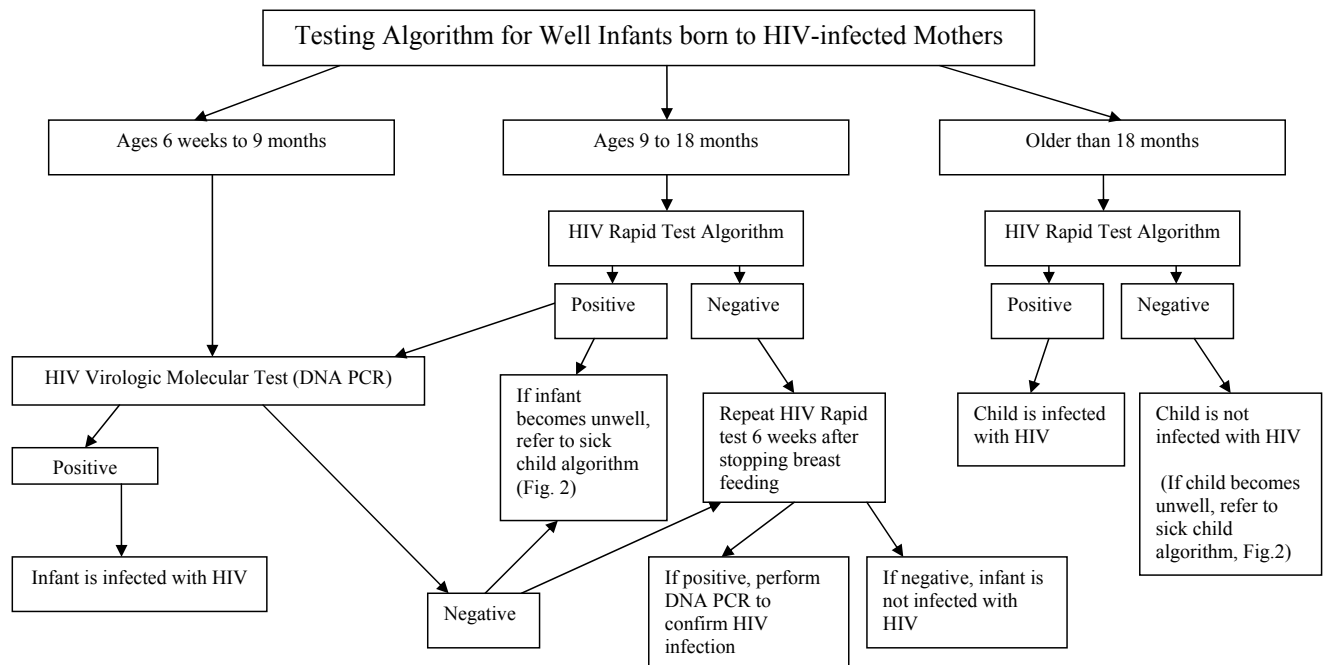 Testing Algorithm for Well Infants born to HIV-infected Mothers
Ages 6 weeks to 9 months
Ages 9 to 18 months
Older than 18 months
HIV Rapid Test Algorithm
HIV Rapid Test Algorithm
Positive
Negative
Positive
Negative
HIV Virologic Molecular Test (DNA PCR)
If infant
becomes unwell,
refer to sick
child algorithm
(Fig. 2)
Repeat HIV Rapid
test 6 weeks after
stopping breast
feeding
Child is infected
with HIV
Child is not
infected with HIV
(If child becomes
unwell, refer to
sick child
algorithm, Fig.2)
Positive
Infant is infected with HIV
Negative
If positive, perform
DNA PCR to
confirm HIV
infection
If negative, infant is
not infected with
HIV